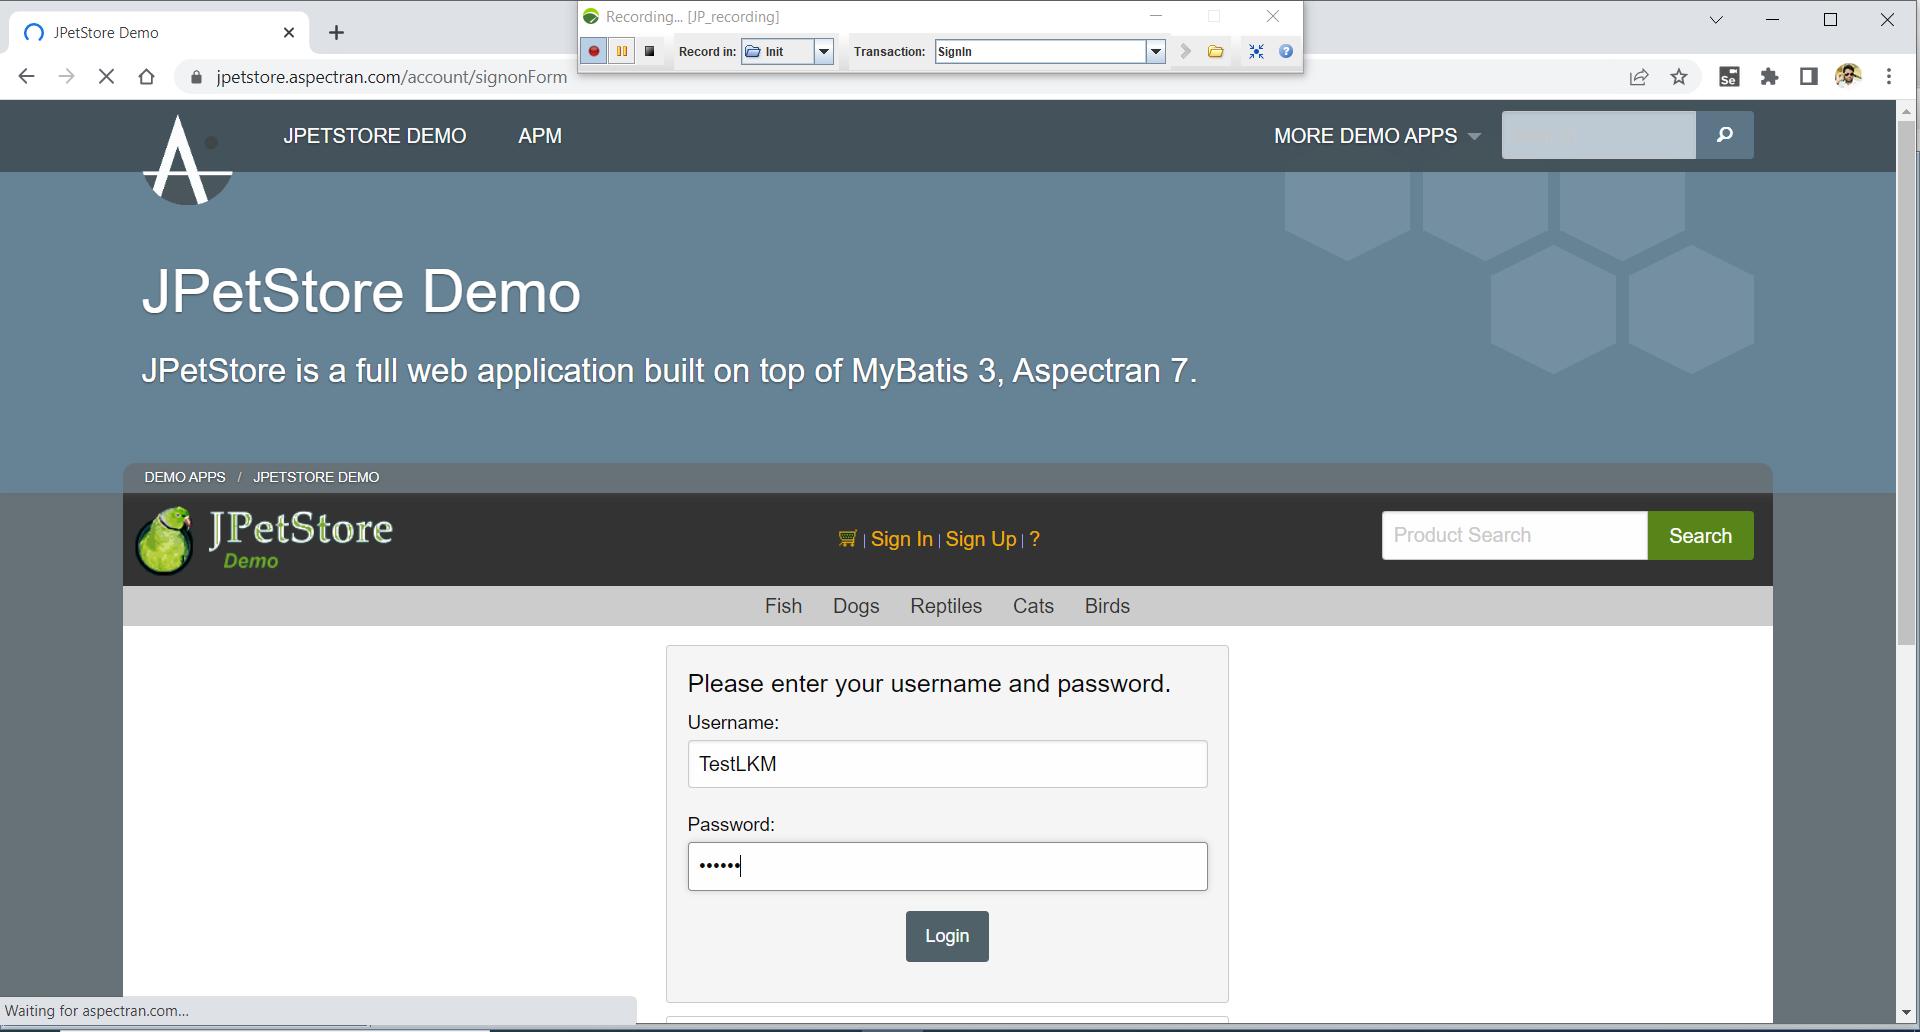 Recording... [JP_recording]
JPetStore Demo
Record in: Init Transaction: SignIn
jpetstore.aspectran.com/account/signonForm
JPETSTORE DEMO APM MORE DEMO APPS
JPetStore Demo
JPetStore is a full web application built on top of MyBatis 3, Aspectran 7.
DEMO APPS / JPETSTORE DEMO
JPetStore
Demo
| Sign In | Sign Up | ?
Product Search Search
Fish Dogs Reptiles Cats Birds
Please enter your username and password.
Username:
TestLKM
Password:
••••••
Login
Waiting for aspectran.com...